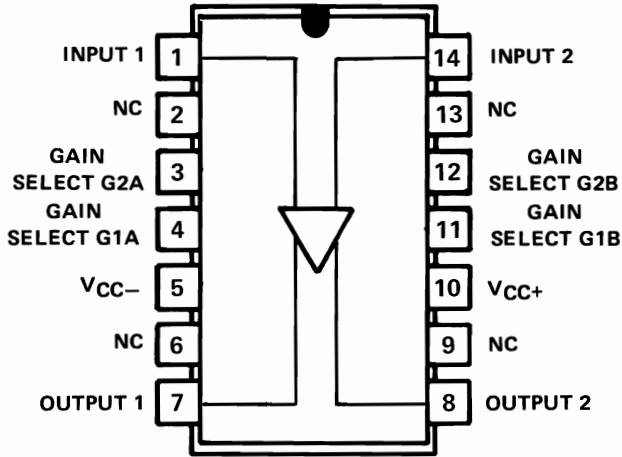 INPUT 1
1
14
INPUT 2
NC
2
13
NC
GAIN
SELECT G2A
3
12
GAIN
SELECT G2B
GAIN
SELECT G1A
4
11
GAIN
SELECT G1B
VCC–
5
10
VCC+
NC
6
9
NC
OUTPUT 1
7
8
OUTPUT 2